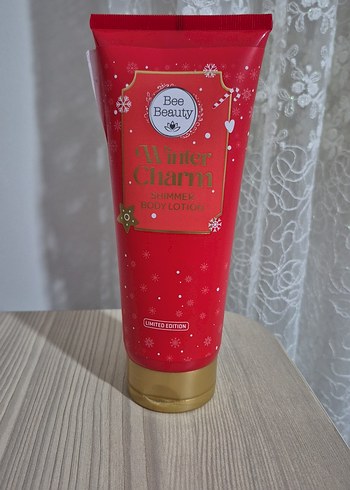 Bee
Beauty
Winter
Charm
SHIMMER
BODY LOTION
LIMITED EDITION